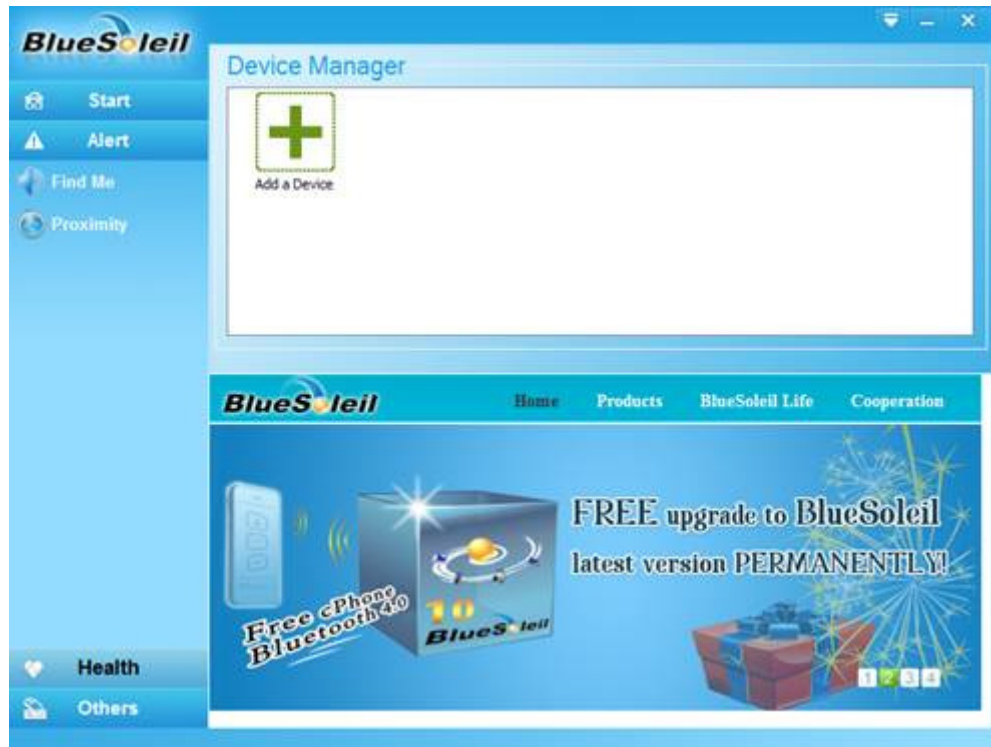 BlueSoleil
Start
Alert
Find Me
Proximity
Health
Others
Device Manager
Add a Device
BlueSoleil
Home Products BlueSoleil Life Cooperation
FREE upgrade to BlueSoleil
latest version PERMANENTLY!
Free cPhone
Bluetooth 4.0
10
BlueSoleil
1 2 3 4